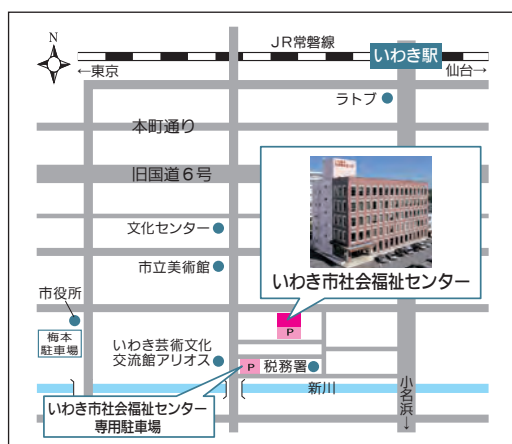 N
JR常磐線
いわき駅
←東京
仙台→
ラトブ
本町通り
旧国道6号
文化センター
市立美術館
いわき市社会福祉センター
市役所
梅本
駐車場
P
いわき芸術文化
交流館アリオス
P
税務署
新川
小名浜→
いわき市社会福祉センター
専用駐車場